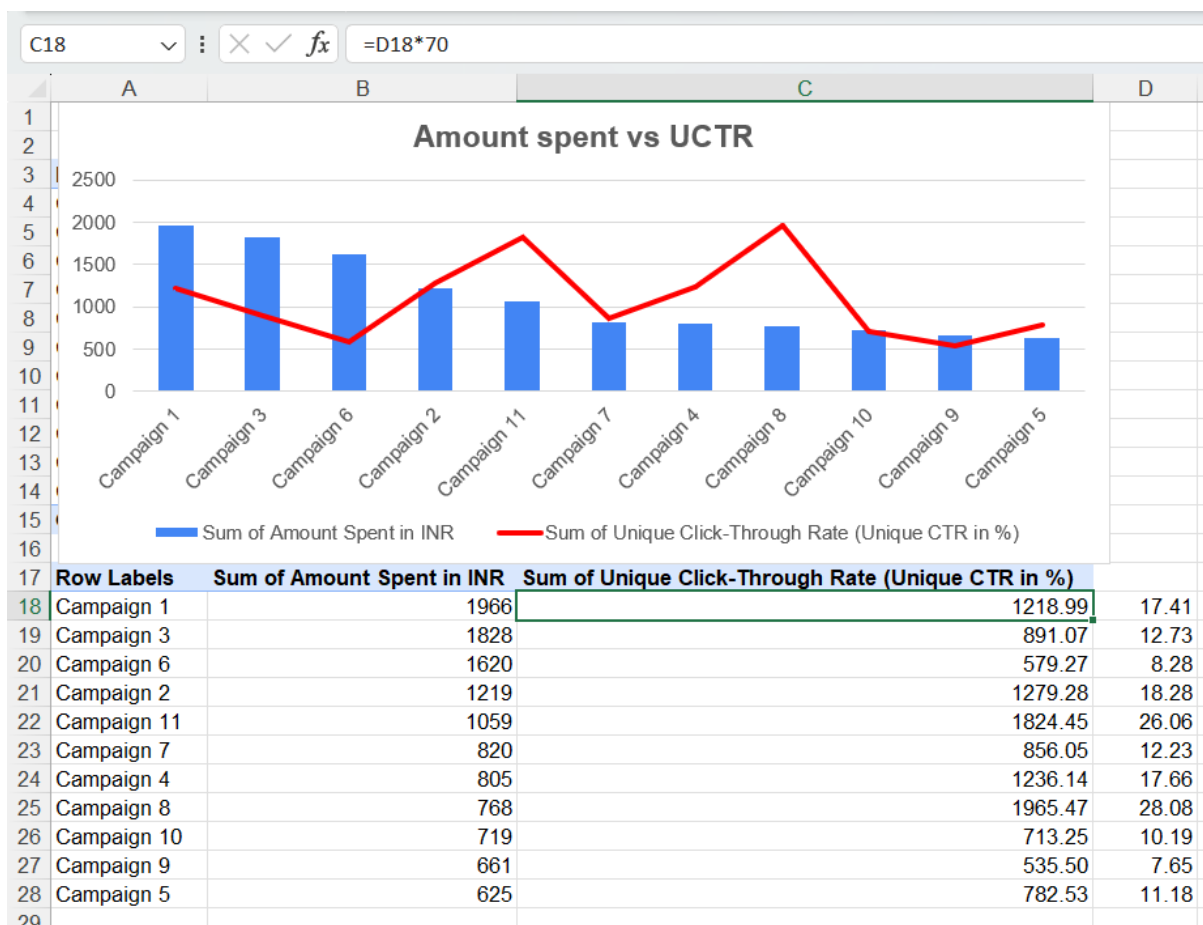 C18 fx =D18*70
A B C D
1
2
3
4
5
6
7
8
9
10
11
12
13
14
15
16
Amount spent vs UCTR
2500
2000
1500
1000
500
0
Campaign 1 Campaign 3 Campaign 6 Campaign 2 Campaign 11 Campaign 7 Campaign 4 Campaign 8 Campaign 10 Campaign 9 Campaign 5
Sum of Amount Spent in INR Sum of Unique Click-Through Rate (Unique CTR in %)
17 Row Labels Sum of Amount Spent in INR Sum of Unique Click-Through Rate (Unique CTR in %)
18 Campaign 1 1966 1218.99 17.41
19 Campaign 3 1828 891.07 12.73
20 Campaign 6 1620 579.27 8.28
21 Campaign 2 1219 1279.28 18.28
22 Campaign 11 1059 1824.45 26.06
23 Campaign 7 820 856.05 12.23
24 Campaign 4 805 1236.14 17.66
25 Campaign 8 768 1965.47 28.08
26 Campaign 10 719 713.25 10.19
27 Campaign 9 661 535.50 7.65
28 Campaign 5 625 782.53 11.18
29